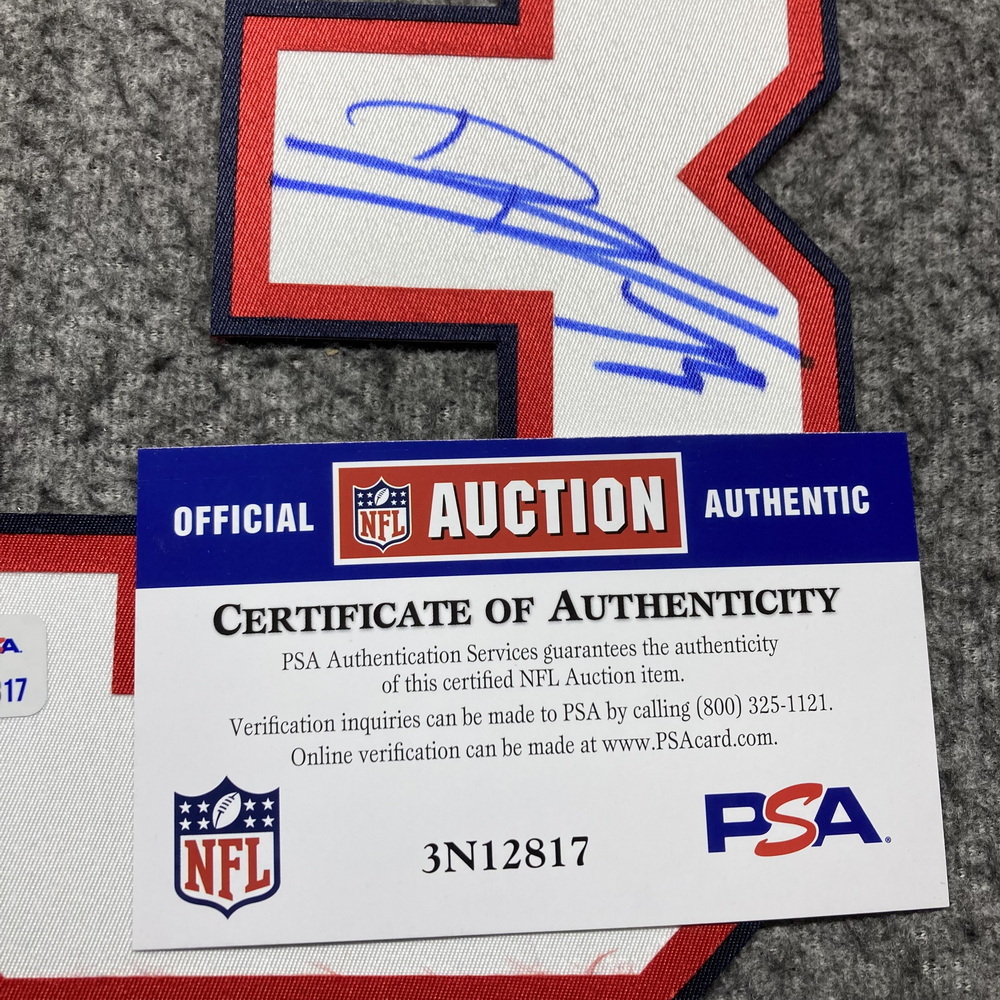 OFFICIAL NFL AUCTION AUTHENTIC
CERTIFICATE OF AUTHENTICITY
PSA Authentication Services guarantees the authenticity
of this certified NFL Auction item.
Verification inquiries can be made to PSA by calling (800) 325-1121.
Online verification can be made at www.PSAcard.com.
NFL
3N12817
PSA®
SA.
317